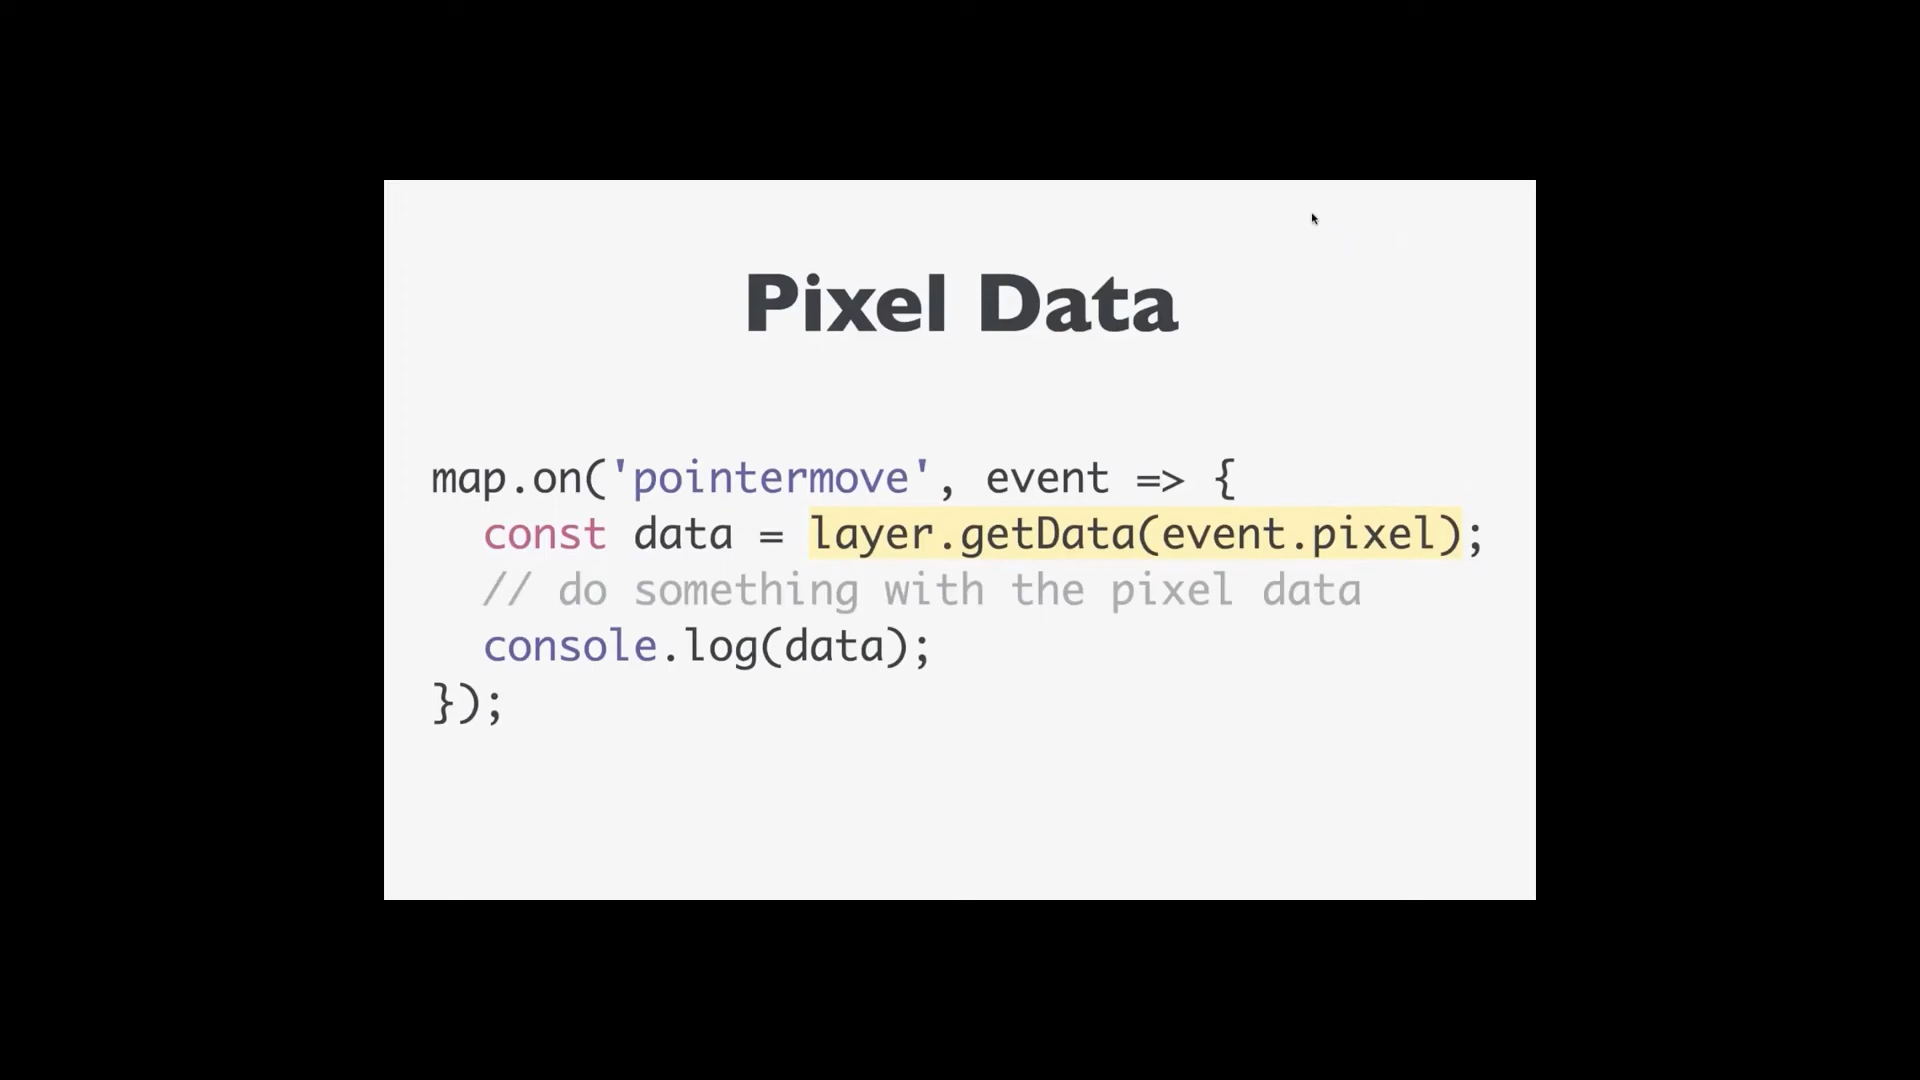 Pixel Data
map.on('pointermove', event => {
  const data = layer.getData(event.pixel);
  // do something with the pixel data
  console.log(data);
});